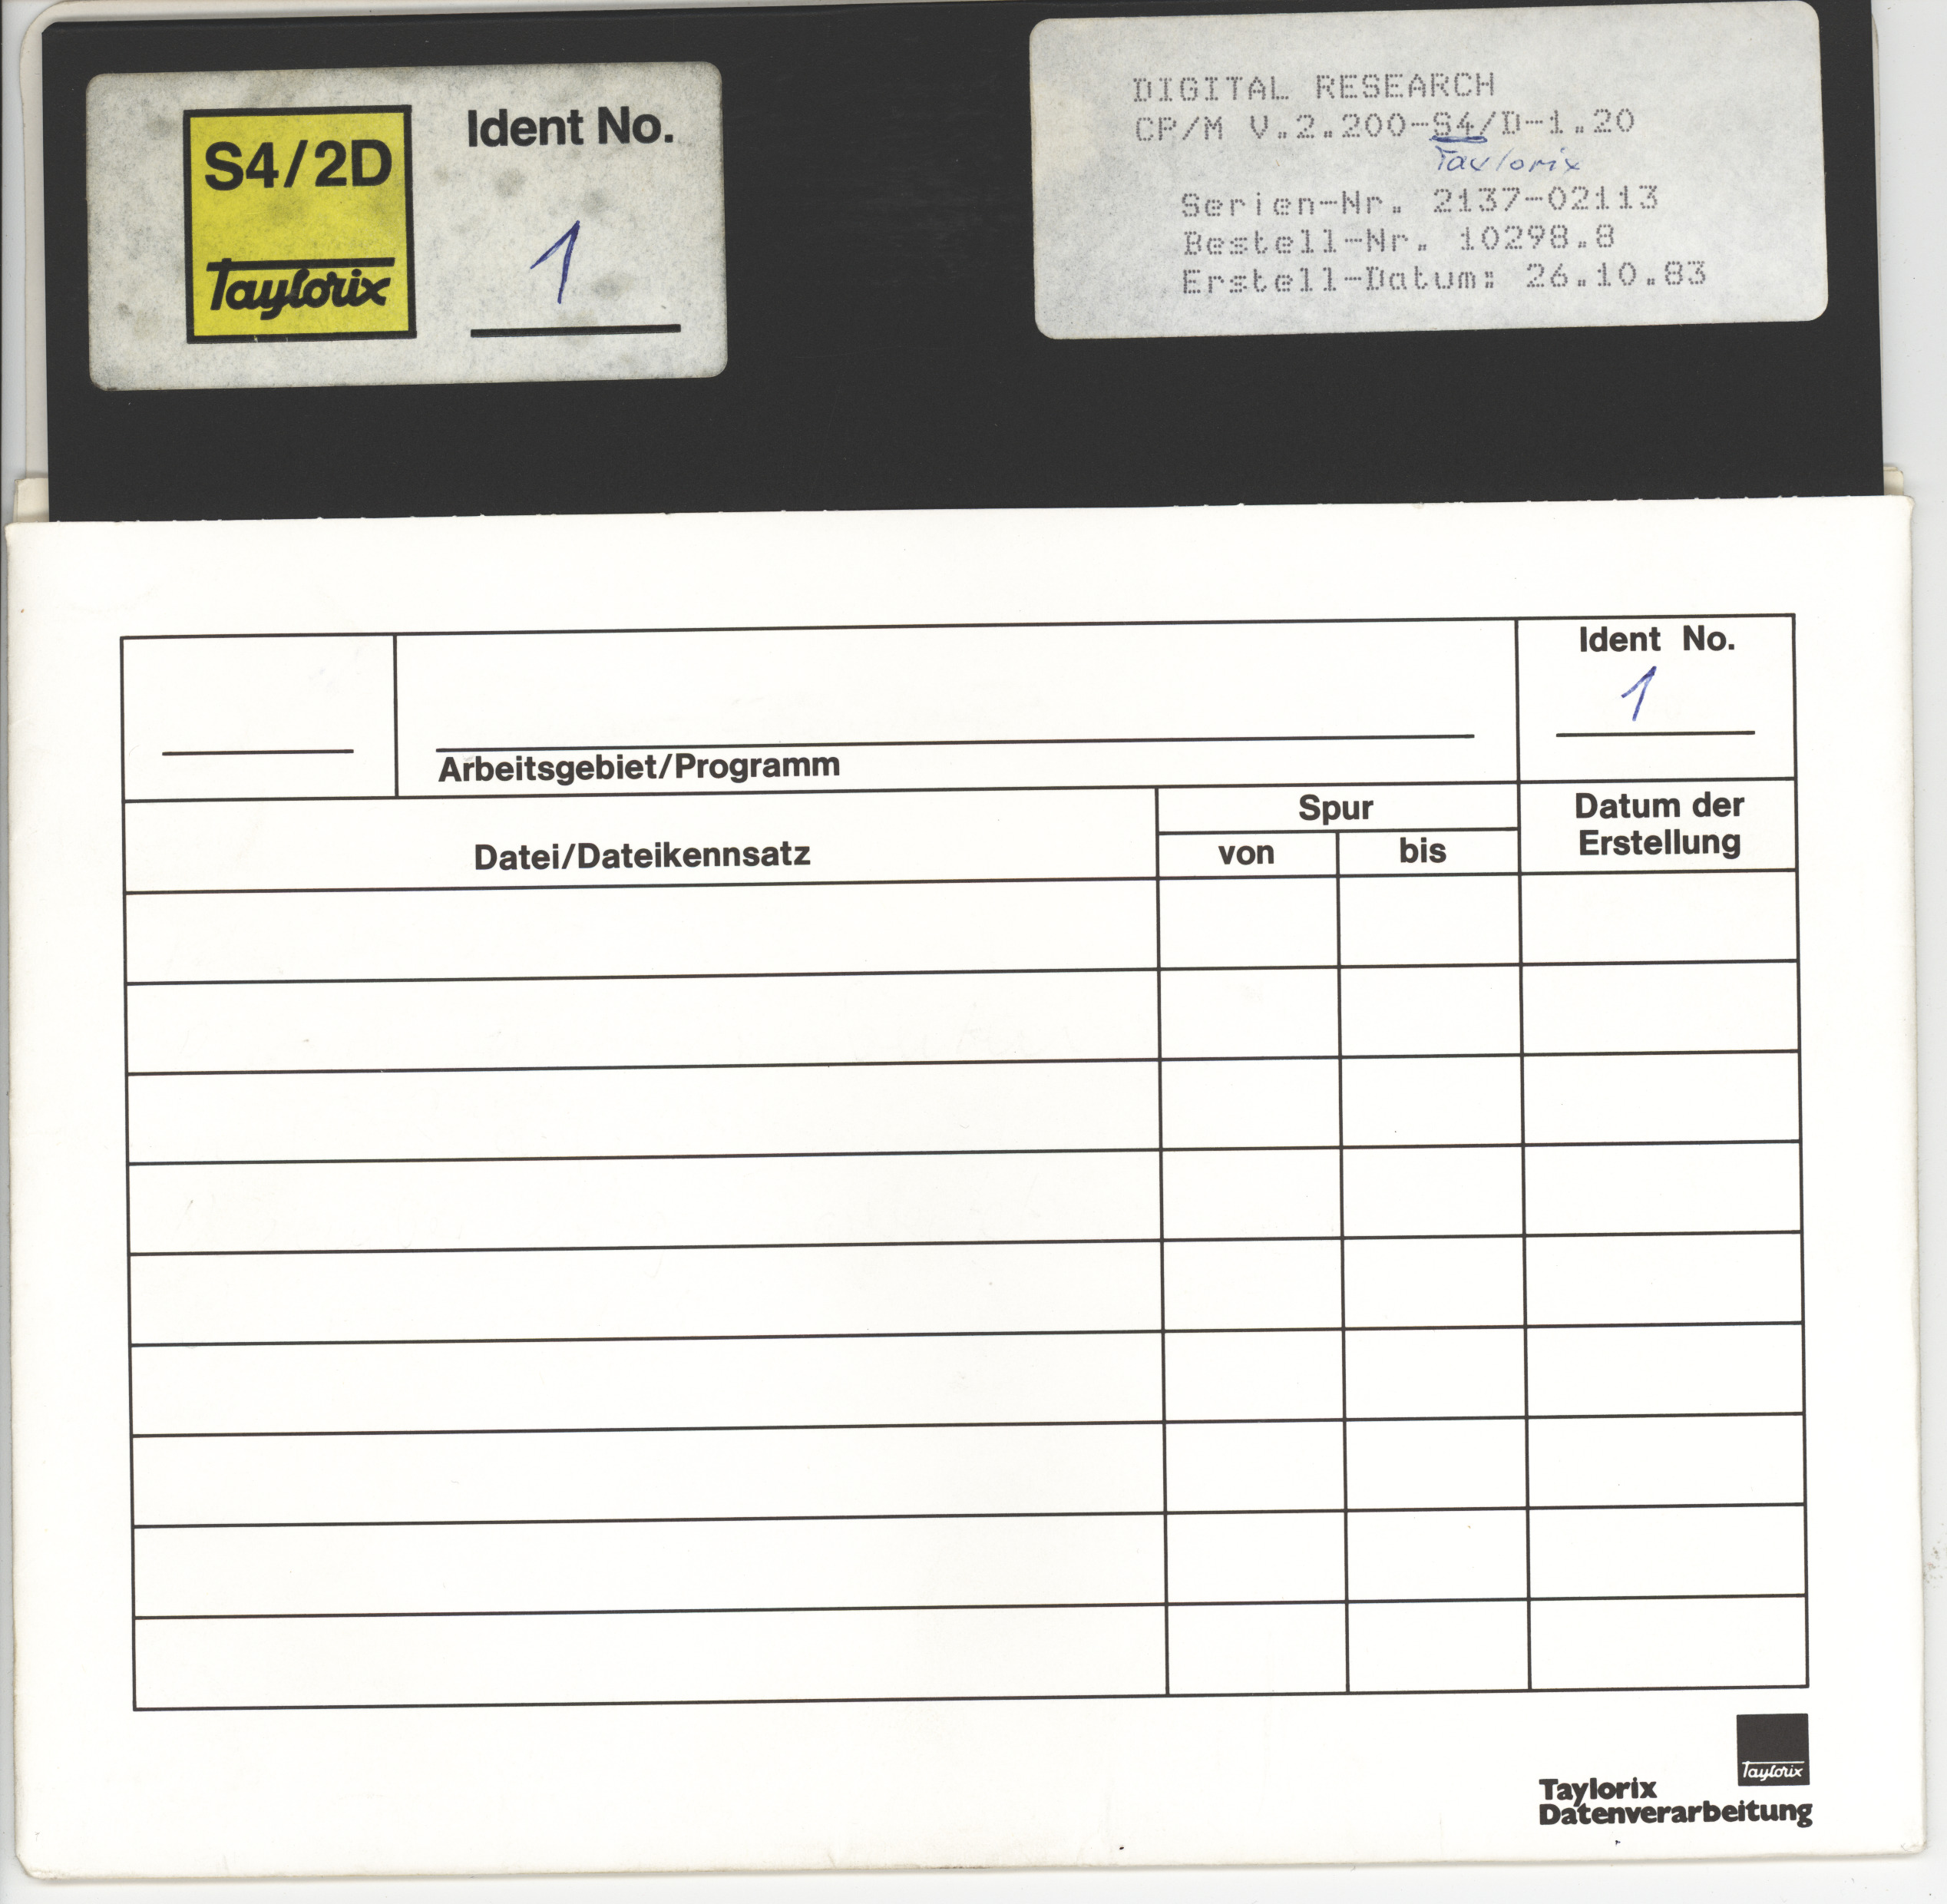 S4/2D
Taylorix
Ident No.
1
DIGITAL RESEARCH
CP/M V.2.200-S4/D-1.20
Taylorix
Serien-Nr. 2137-02113
Bestell-Nr. 10298.8
Erstell-Datum: 26.10.83
Ident No.
1
Arbeitsgebiet/Programm
Datei/Dateikennsatz
Spur
von bis
Datum der
Erstellung
Taylorix
Taylorix
Datenverarbeitung